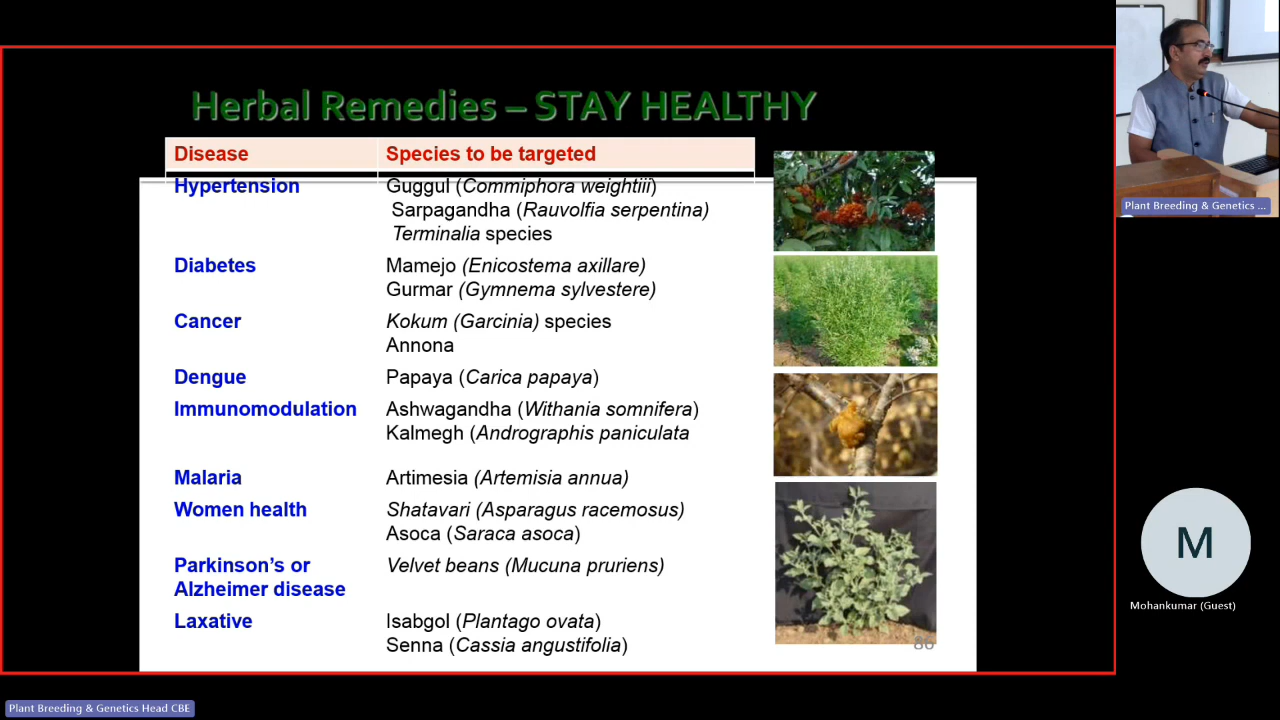 Herbal Remedies – STAY HEALTHY
Disease Species to be targeted
Hypertension Guggul (Commiphora weightiii)
Sarpagandha (Rauvolfia serpentina)
Terminalia species
Diabetes Mamejo (Enicostema axillare)
Gurmar (Gymnema sylvestere)
Cancer Kokum (Garcinia) species
Annona
Dengue Papaya (Carica papaya)
Immunomodulation Ashwagandha (Withania somnifera)
Kalmegh (Andrographis paniculata
Malaria Artimesia (Artemisia annua)
Women health Shatavari (Asparagus racemosus)
Asoca (Saraca asoca)
Parkinson's or Velvet beans (Mucuna pruriens)
Alzheimer disease
Laxative Isabgol (Plantago ovata)
Senna (Cassia angustifolia)
86
Plant Breeding & Genetics ...
M
Mohankumar (Guest)
Plant Breeding & Genetics Head CBE